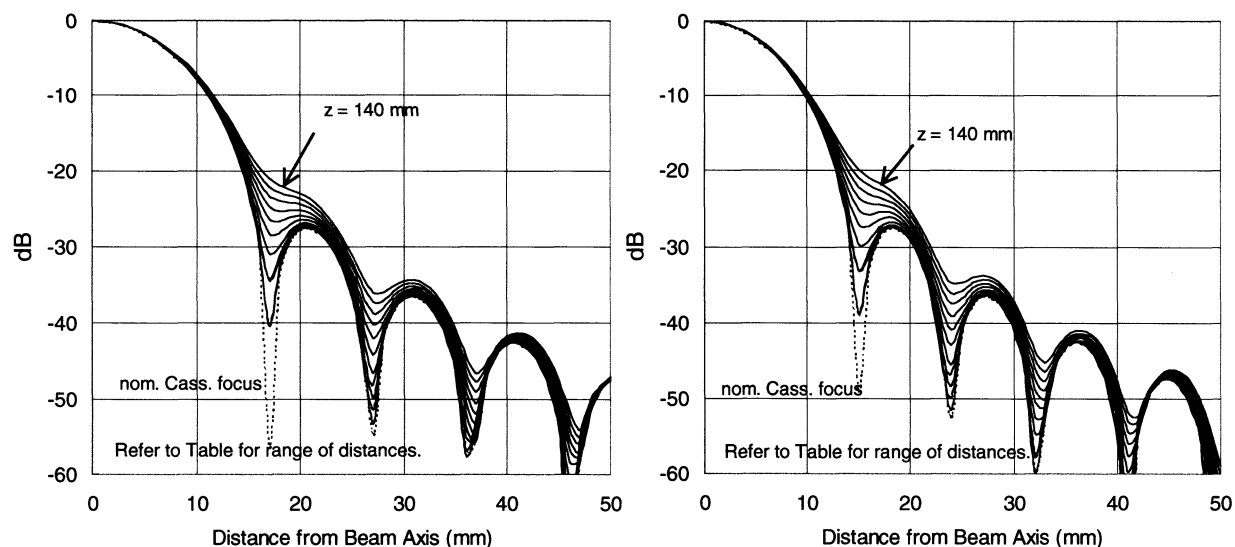 0
-10
-20
-30
-40
-50
-60
dB
z = 140 mm
nom. Cass. focus
Refer to Table for range of distances.
0 10 20 30 40 50
Distance from Beam Axis (mm)
0
-10
-20
-30
-40
-50
-60
dB
z = 140 mm
nom. Cass. focus
Refer to Table for range of distances.
0 10 20 30 40 50
Distance from Beam Axis (mm)